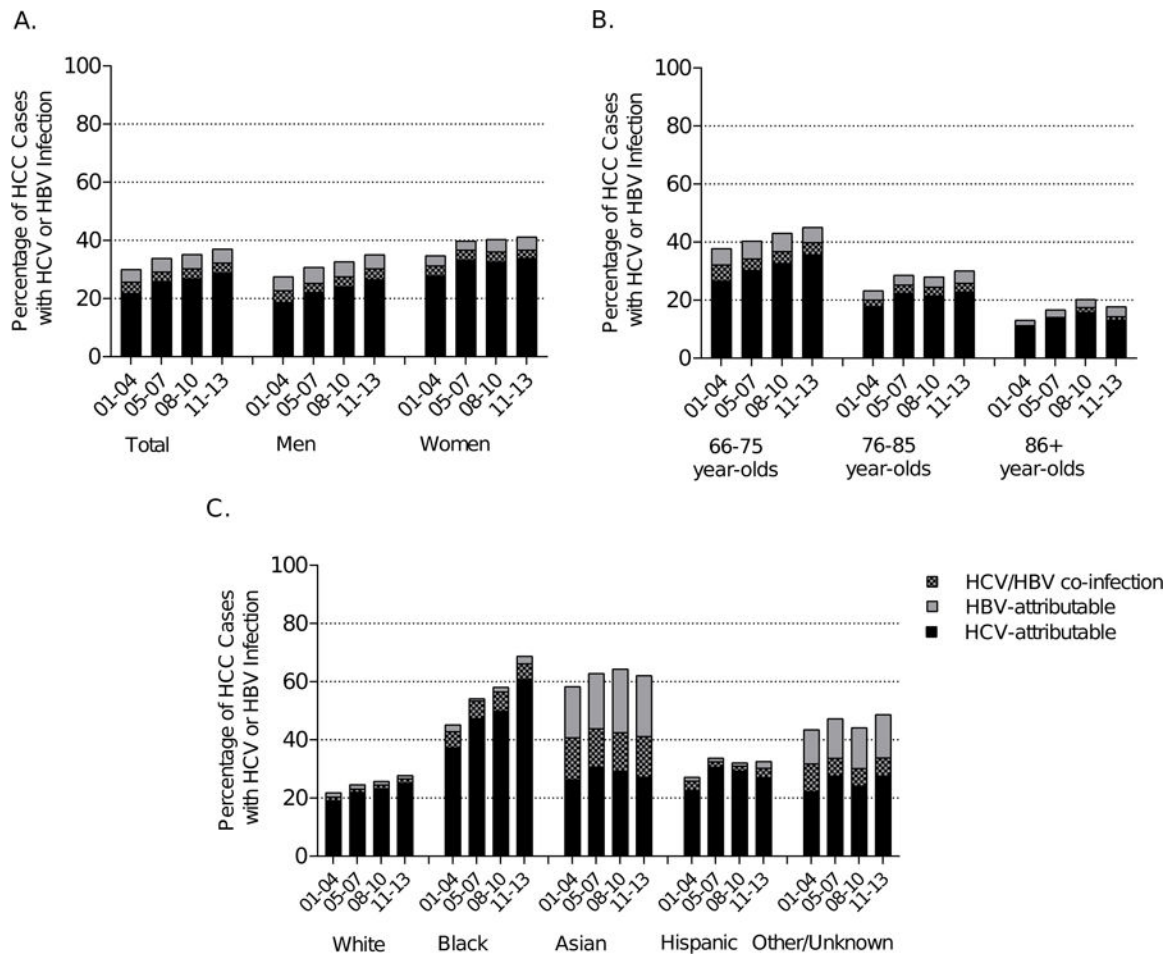 A.
Percentage of HCC Cases
with HCV or HBV Infection
100
80
60
40
20
0
01-04
05-07
08-10
11-13
01-04
05-07
08-10
11-13
01-04
05-07
08-10
11-13
Total
Men
Women
B.
Percentage of HCC Cases
with HCV or HBV Infection
100
80
60
40
20
0
01-04
05-07
08-10
11-13
01-04
05-07
08-10
11-13
01-04
05-07
08-10
11-13
66-75
year-olds
76-85
year-olds
86+
year-olds
C.
Percentage of HCC Cases
with HCV or HBV Infection
100
80
60
40
20
0
01-04
05-07
08-10
11-13
01-04
05-07
08-10
11-13
01-04
05-07
08-10
11-13
01-04
05-07
08-10
11-13
01-04
05-07
08-10
11-13
White
Black
Asian
Hispanic
Other/Unknown
HCV/HBV co-infection
HBV-attributable
HCV-attributable